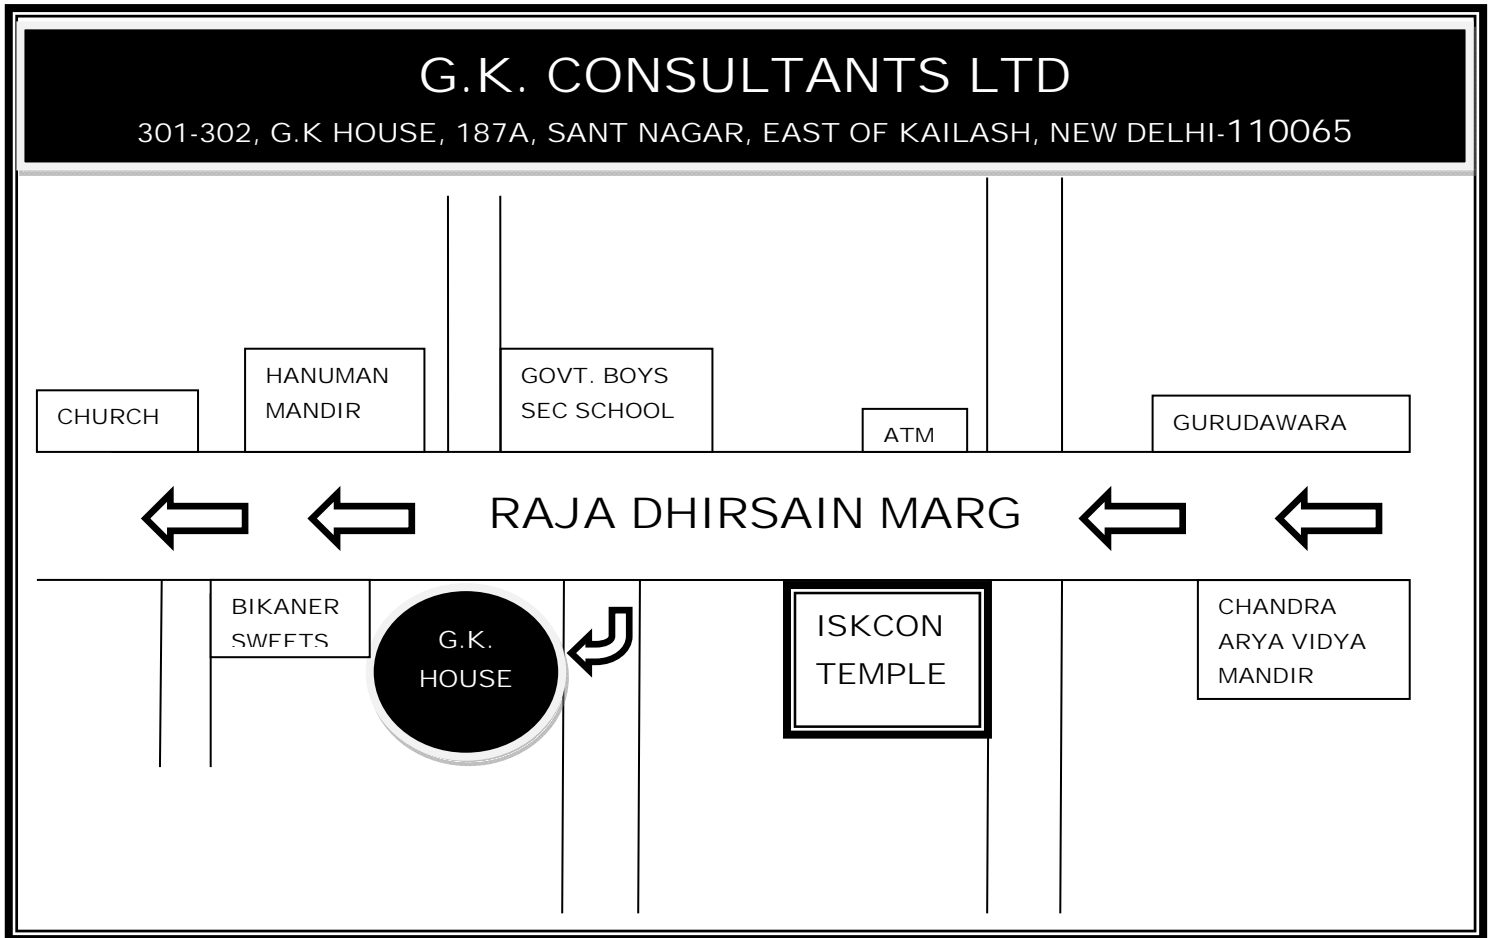 G.K. CONSULTANTS LTD
301-302, G.K HOUSE, 187A, SANT NAGAR, EAST OF KAILASH, NEW DELHI-110065
HANUMAN
MANDIR
GOVT. BOYS
SEC SCHOOL
CHURCH
ATM
GURUDAWARA
RAJA DHIRSAIN MARG
BIKANER
SWEETS
G.K.
HOUSE
ISKCON
TEMPLE
CHANDRA
ARYA VIDYA
MANDIR